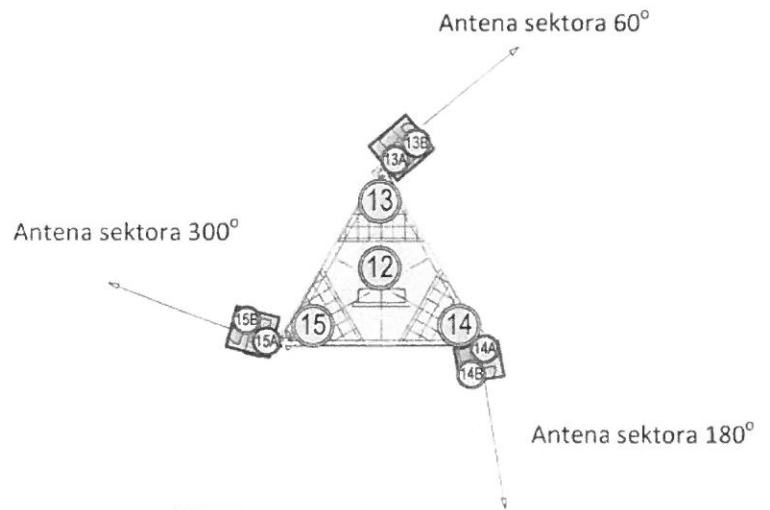 Antena sektora 60°
13B
13A
13
Antena sektora 300°
12
15B
15A
15
14
14A
14B
Antena sektora 180°